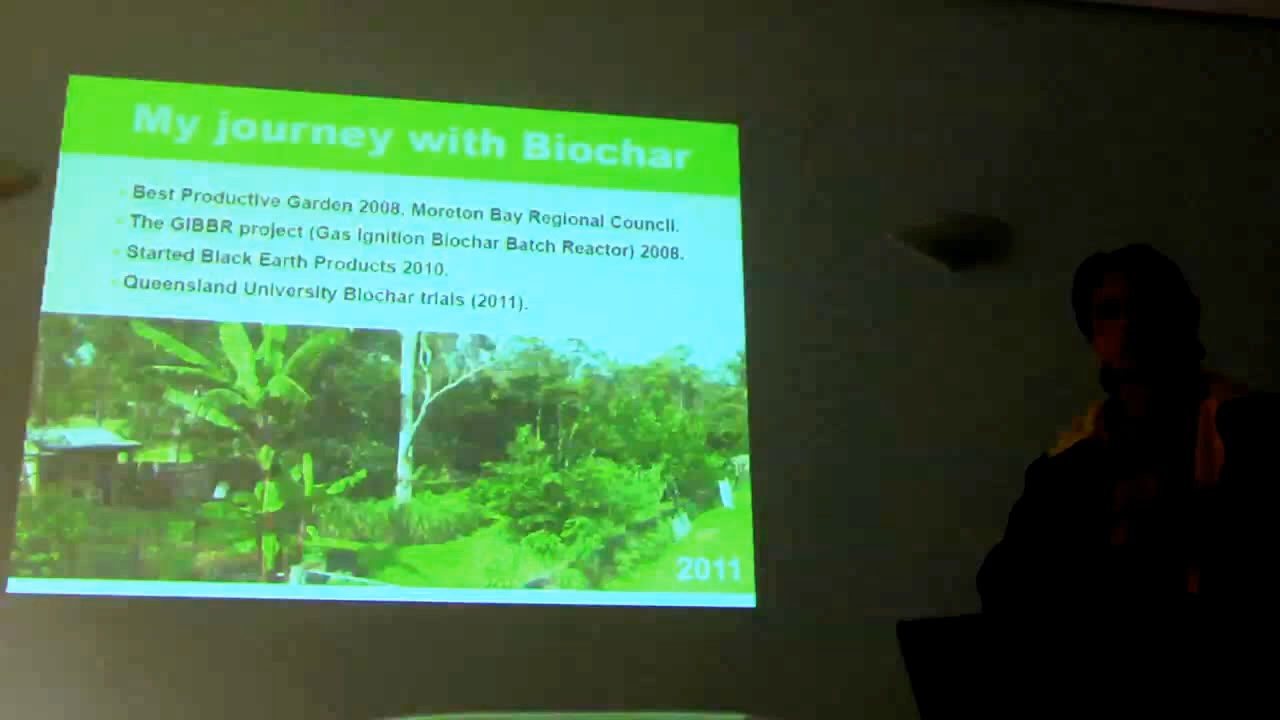 My journey with Biochar
Best Productive Garden 2008. Moreton Bay Regional Council.
The GIBBR project (Gas Ignition Biochar Batch Reactor) 2008.
Started Black Earth Products 2010.
Queensland University Biochar trials (2011).
2011